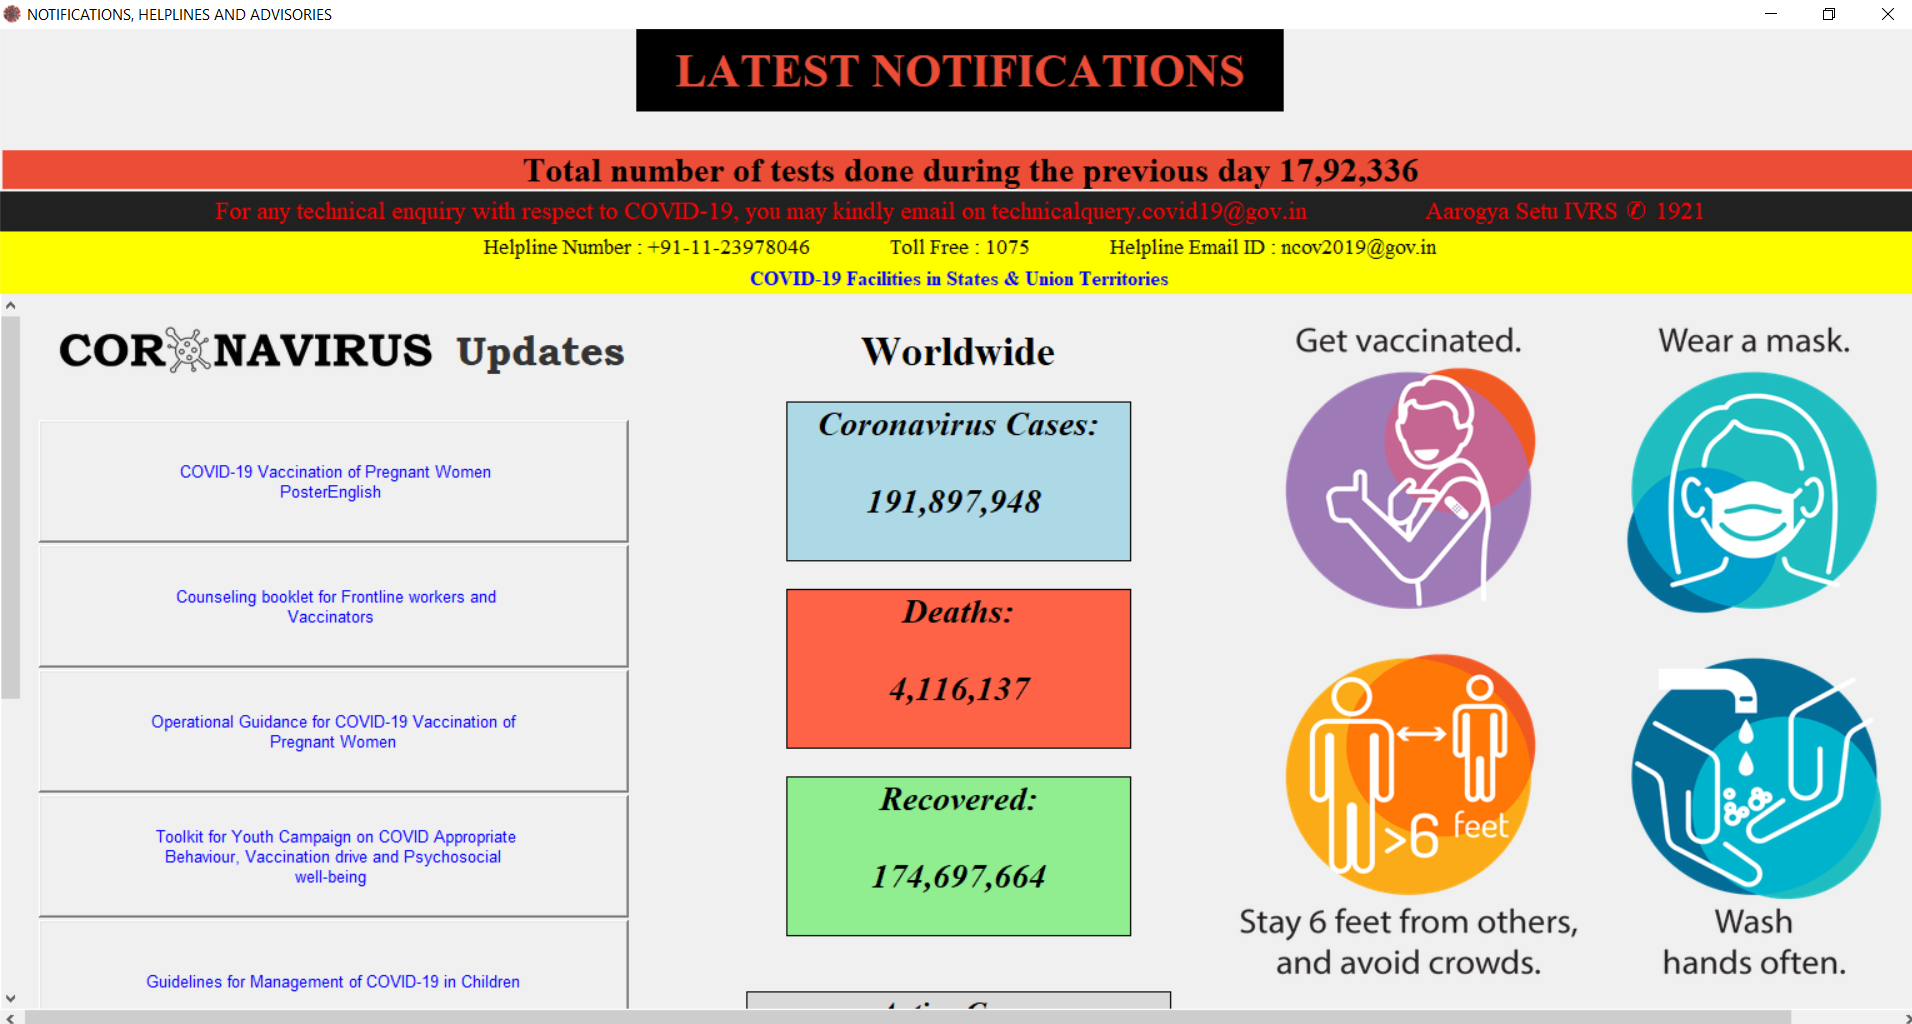 NOTIFICATIONS, HELPLINES AND ADVISORIES
LATEST NOTIFICATIONS
Total number of tests done during the previous day 17,92,336
For any technical enquiry with respect to COVID-19, you may kindly email on technicalquery.covid19@gov.in Aarogya Setu IVRS ✆ 1921
Helpline Number : +91-11-23978046 Toll Free : 1075 Helpline Email ID : ncov2019@gov.in
COVID-19 Facilities in States & Union Territories
CORONAVIRUS Updates
COVID-19 Vaccination of Pregnant Women
PosterEnglish
Counseling booklet for Frontline workers and
Vaccinators
Operational Guidance for COVID-19 Vaccination of
Pregnant Women
Toolkit for Youth Campaign on COVID Appropriate
Behaviour, Vaccination drive and Psychosocial
well-being
Guidelines for Management of COVID-19 in Children
Worldwide
Coronavirus Cases:
191,897,948
Deaths:
4,116,137
Recovered:
174,697,664
Get vaccinated.
Wear a mask.
>6 feet
Stay 6 feet from others,
and avoid crowds.
Wash
hands often.